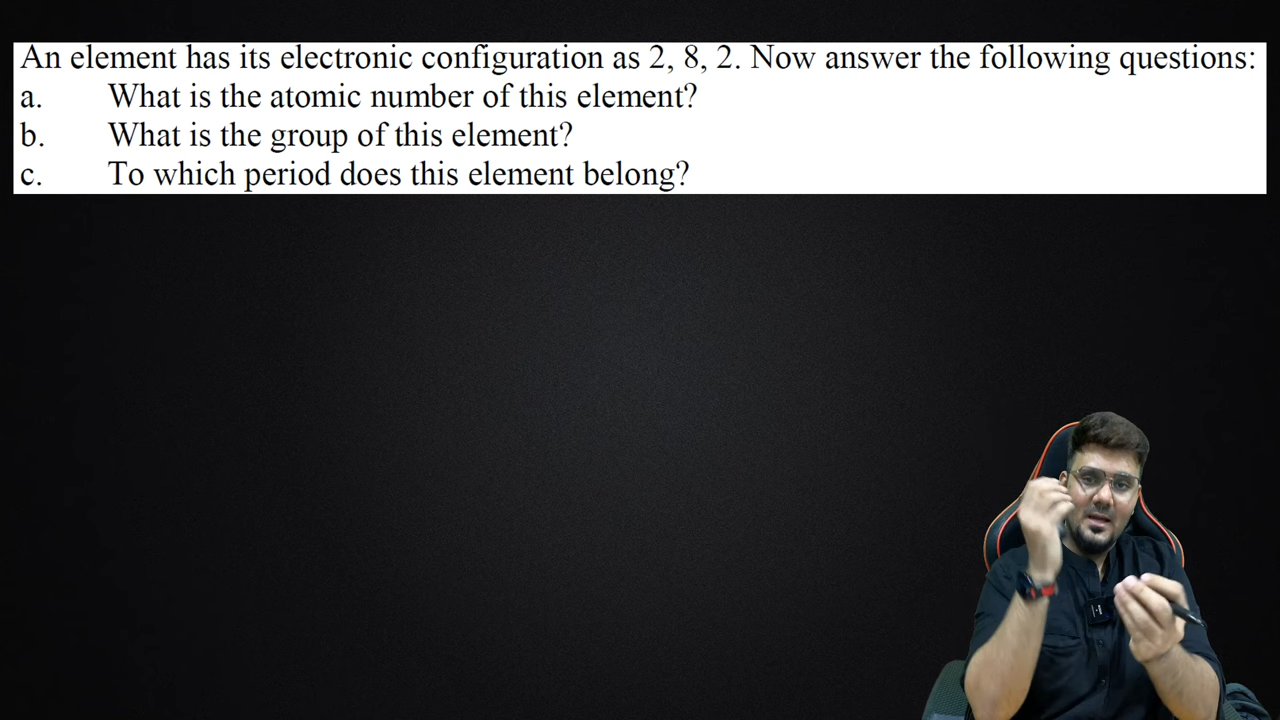 An element has its electronic configuration as 2, 8, 2. Now answer the following questions:
a. What is the atomic number of this element?
b. What is the group of this element?
c. To which period does this element belong?